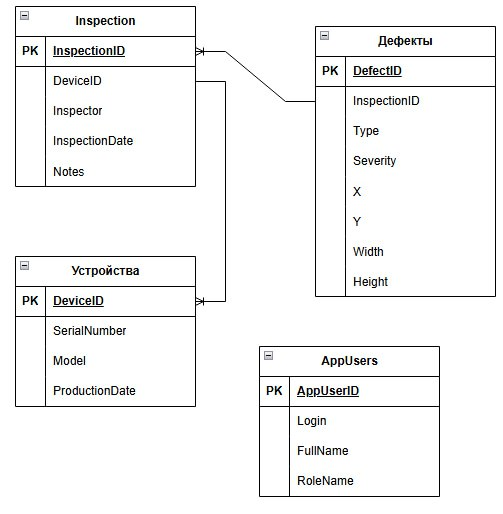 Inspection
PK InspectionID
DeviceID
Inspector
InspectionDate
Notes
Дефекты
PK DefectID
InspectionID
Type
Severity
X
Y
Width
Height
Устройства
PK DeviceID
SerialNumber
Model
ProductionDate
AppUsers
PK AppUserID
Login
FullName
RoleName